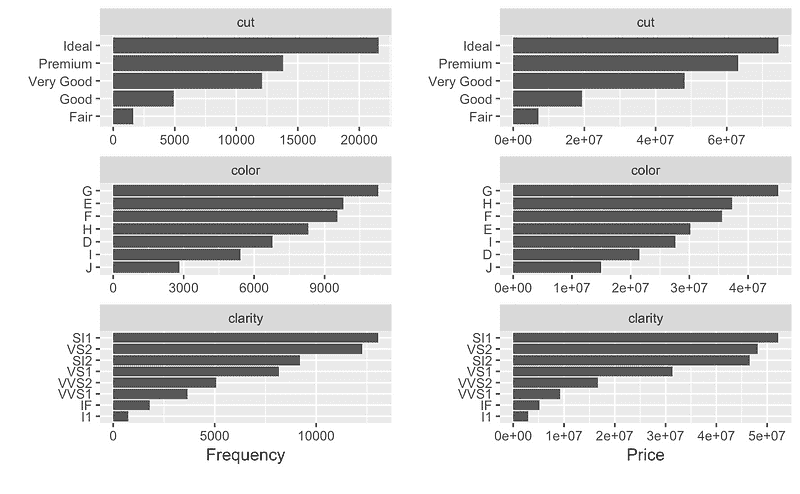 cut
Ideal
Premium
Very Good
Good
Fair
0 5000 10000 15000 20000
color
G
E
F
H
D
I
J
0 3000 6000 9000
clarity
SI1
VS2
SI2
VS1
VVS2
VVS1
IF
I1
0 5000 10000
Frequency
cut
Ideal
Premium
Very Good
Good
Fair
0e+00 2e+07 4e+07 6e+07
color
G
H
F
E
I
D
J
0e+00 1e+07 2e+07 3e+07 4e+07
clarity
SI1
VS2
SI2
VS1
VVS2
VVS1
IF
I1
0e+00 1e+07 2e+07 3e+07 4e+07 5e+07
Price